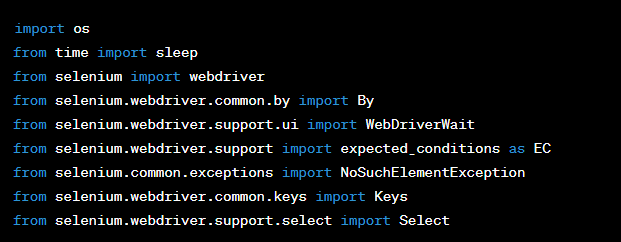 import os
from time import sleep
from selenium import webdriver
from selenium.webdriver.common.by import By
from selenium.webdriver.support.ui import WebDriverWait
from selenium.webdriver.support import expected_conditions as EC
from selenium.common.exceptions import NoSuchElementException
from selenium.webdriver.common.keys import Keys
from selenium.webdriver.support.select import Select